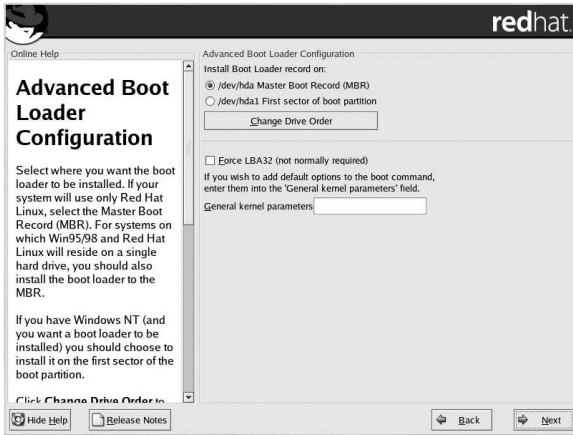 redhat.
Online Help
Advanced Boot
Loader
Configuration
Select where you want the boot
loader to be installed. If your
system will use only Red Hat
Linux, select the Master Boot
Record (MBR). For systems on
which Win95/98 and Red Hat
Linux will reside on a single
hard drive, you should also
install the boot loader to the
MBR.
If you have Windows NT (and
you want a boot loader to be
installed) you should choose to
install it on the first sector of the
boot partition.
Click Change Drive Order to
Advanced Boot Loader Configuration
Install Boot Loader record on:
/dev/hda Master Boot Record (MBR)
/dev/hda1 First sector of boot partition
Change Drive Order
Force LBA32 (not normally required)
If you wish to add default options to the boot command,
enter them into the 'General kernel parameters' field.
General kernel parameters
Hide Help
Release Notes
Back
Next